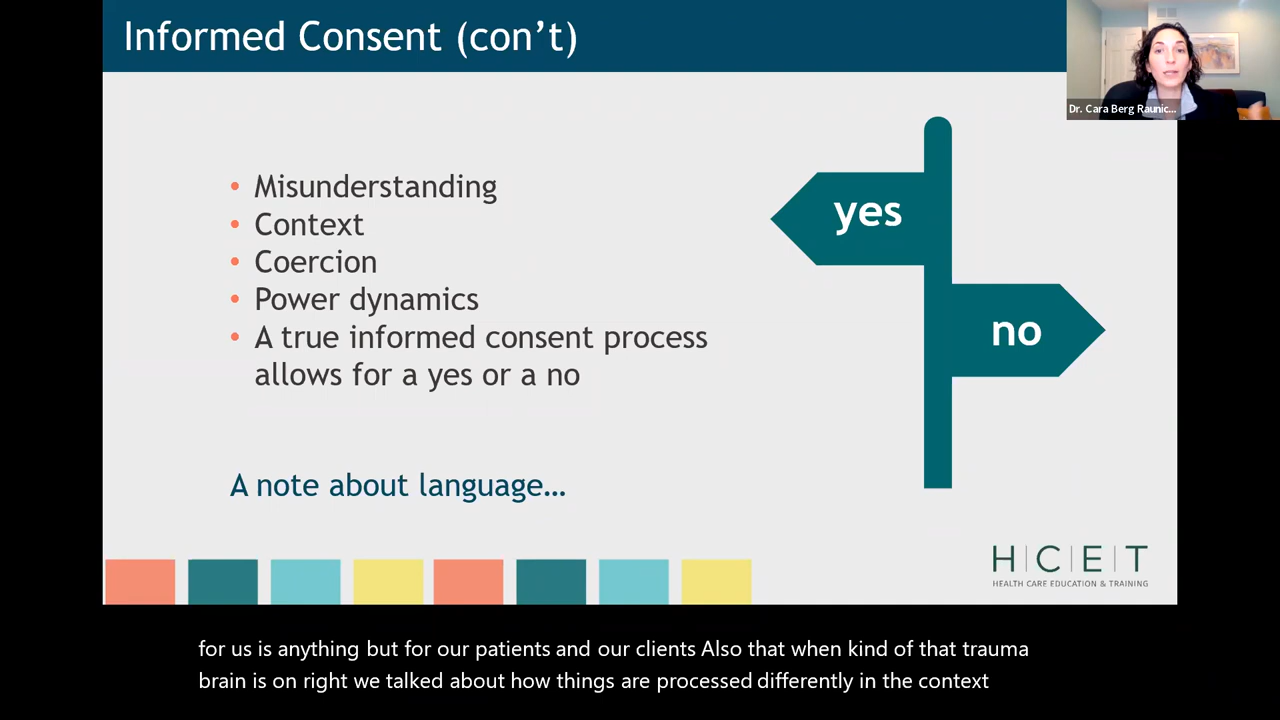 Informed Consent (con’t)
Dr. Cara Berg Raunic...
• Misunderstanding
• Context
• Coercion
• Power dynamics
• A true informed consent process
allows for a yes or a no
yes
no
A note about language…
H|C|E|T
HEALTH CARE EDUCATION & TRAINING
for us is anything but for our patients and our clients Also that when kind of that trauma
brain is on right we talked about how things are processed differently in the context